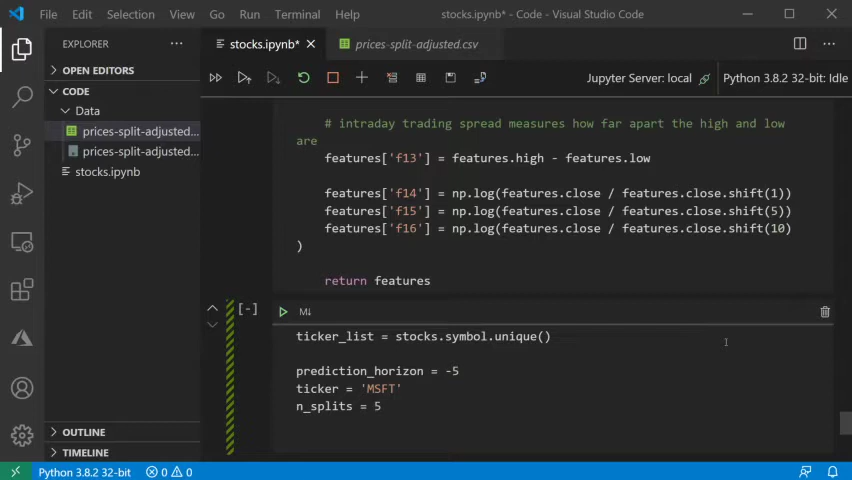 File Edit Selection View Go Run Terminal Help stocks.ipynb* - Code - Visual Studio Code
EXPLORER
stocks.ipynb*
prices-split-adjusted.csv
OPEN EDITORS
CODE
Data
prices-split-adjusted...
prices-split-adjusted...
stocks.ipynb
OUTLINE
TIMELINE
Jupyter Server: local Python 3.8.2 32-bit: Idle
# intraday trading spread measures how far apart the high and low
are
features['f13'] = features.high - features.low
features['f14'] = np.log(features.close / features.close.shift(1))
features['f15'] = np.log(features.close / features.close.shift(5))
features['f16'] = np.log(features.close / features.close.shift(10)
)
return features
[-]
M↓
ticker_list = stocks.symbol.unique()
prediction_horizon = -5
ticker = 'MSFT'
n_splits = 5
Python 3.8.2 32-bit 0 0